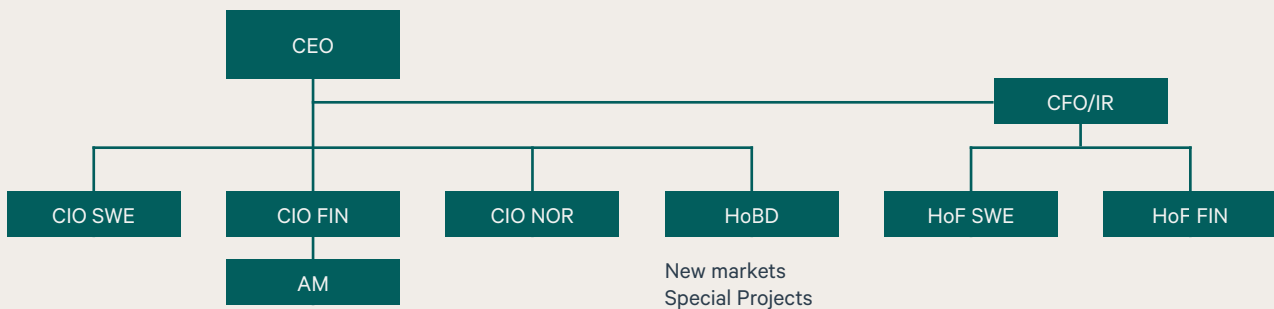 CEO
CFO/IR
CIO SWE
CIO FIN
CIO NOR
HoBD
HoF SWE
HoF FIN
AM
New markets
Special Projects